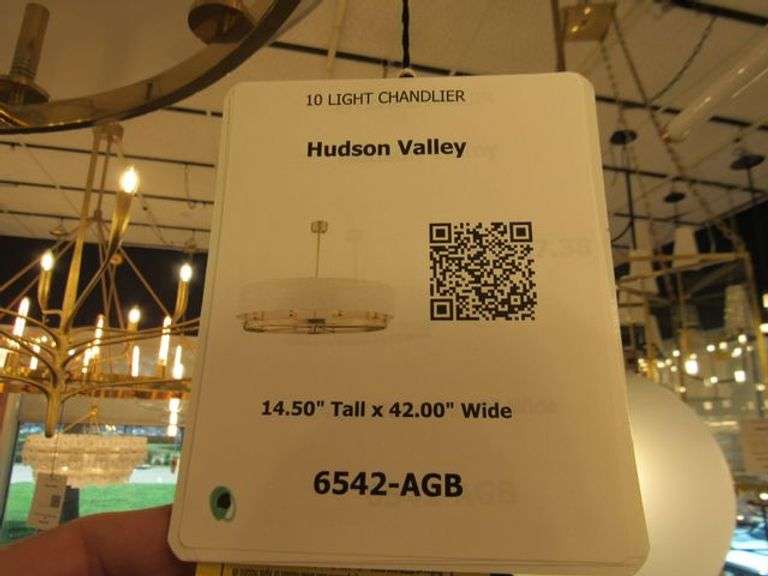 10 LIGHT CHANDLIER
Hudson Valley
14.50" Tall x 42.00" Wide
6542-AGB